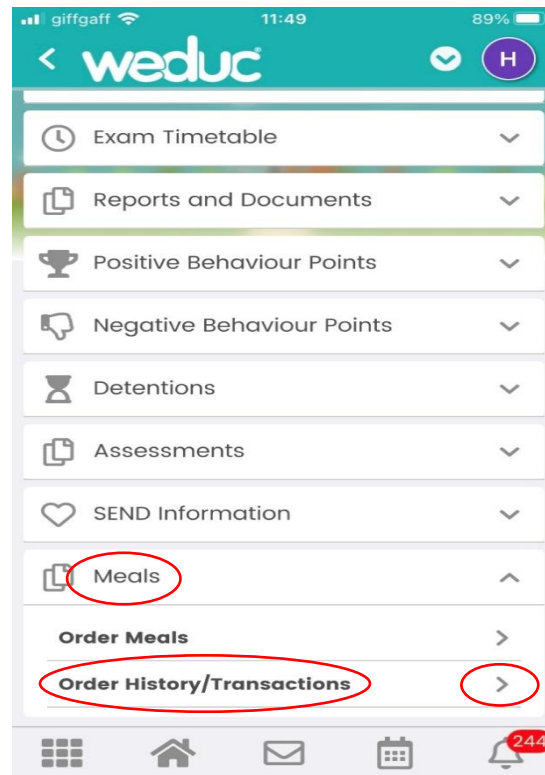 giffgaff 11:49 89%
weduc H
Exam Timetable
Reports and Documents
Positive Behaviour Points
Negative Behaviour Points
Detentions
Assessments
SEND Information
Meals
Order Meals
Order History/Transactions
244